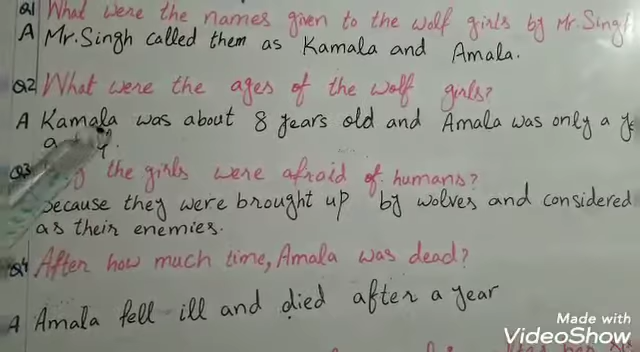 Q1 What were the names given to the wolf girls by Mr. Singh
A Mr. Singh called them as Kamala and Amala.
Q2 What were the ages of the wolf girls?
A Kamala was about 8 years old and Amala was only a
Q3 the girls were afraid of humans?
because they were brought up by wolves and considered
as their enemies.
Q4 After how much time, Amala was dead?
A Amala fell ill and died after a year
Made with
VideoShow